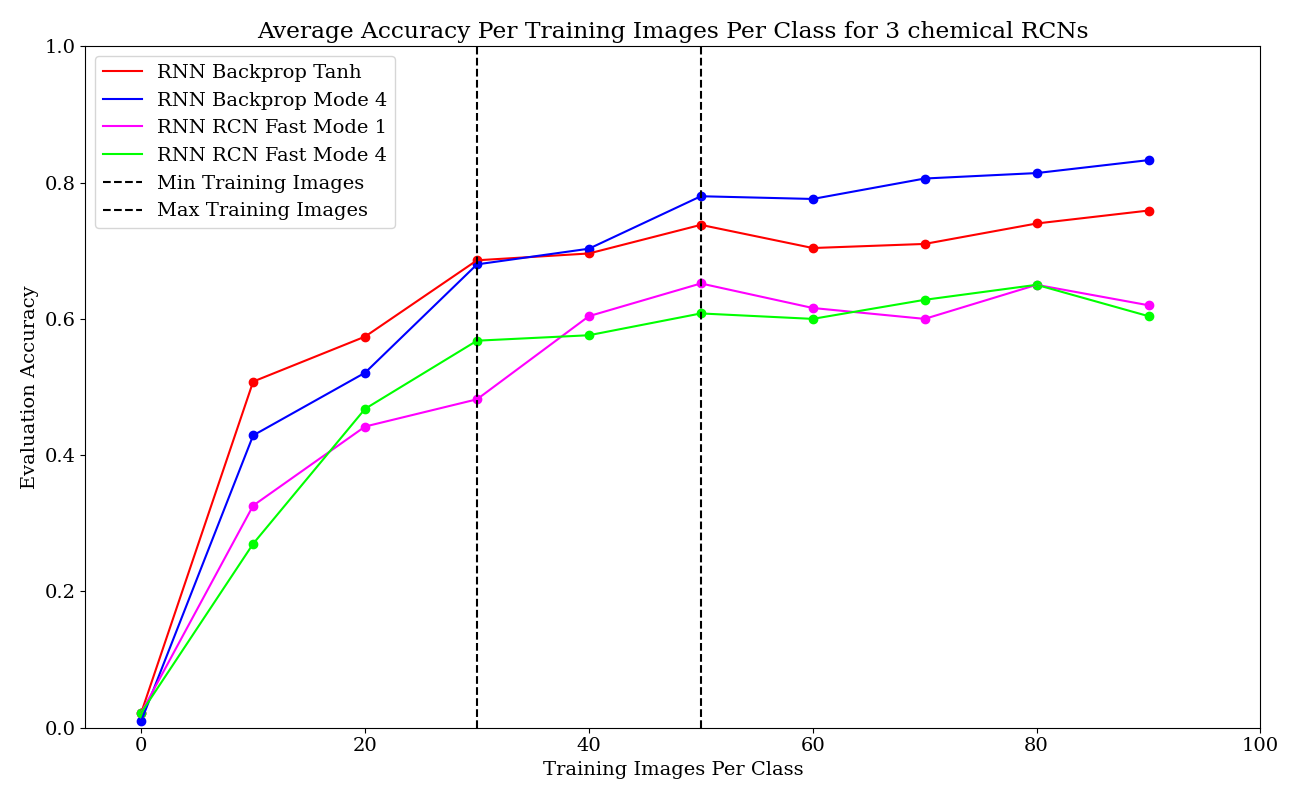 Average Accuracy Per Training Images Per Class for 3 chemical RCNs
1.0
RNN Backprop Tanh
RNN Backprop Mode 4
RNN RCN Fast Mode 1
RNN RCN Fast Mode 4
Min Training Images
Max Training Images
0.8
0.6
0.4
0.2
0.0
Evaluation Accuracy
0 20 40 60 80 100
Training Images Per Class